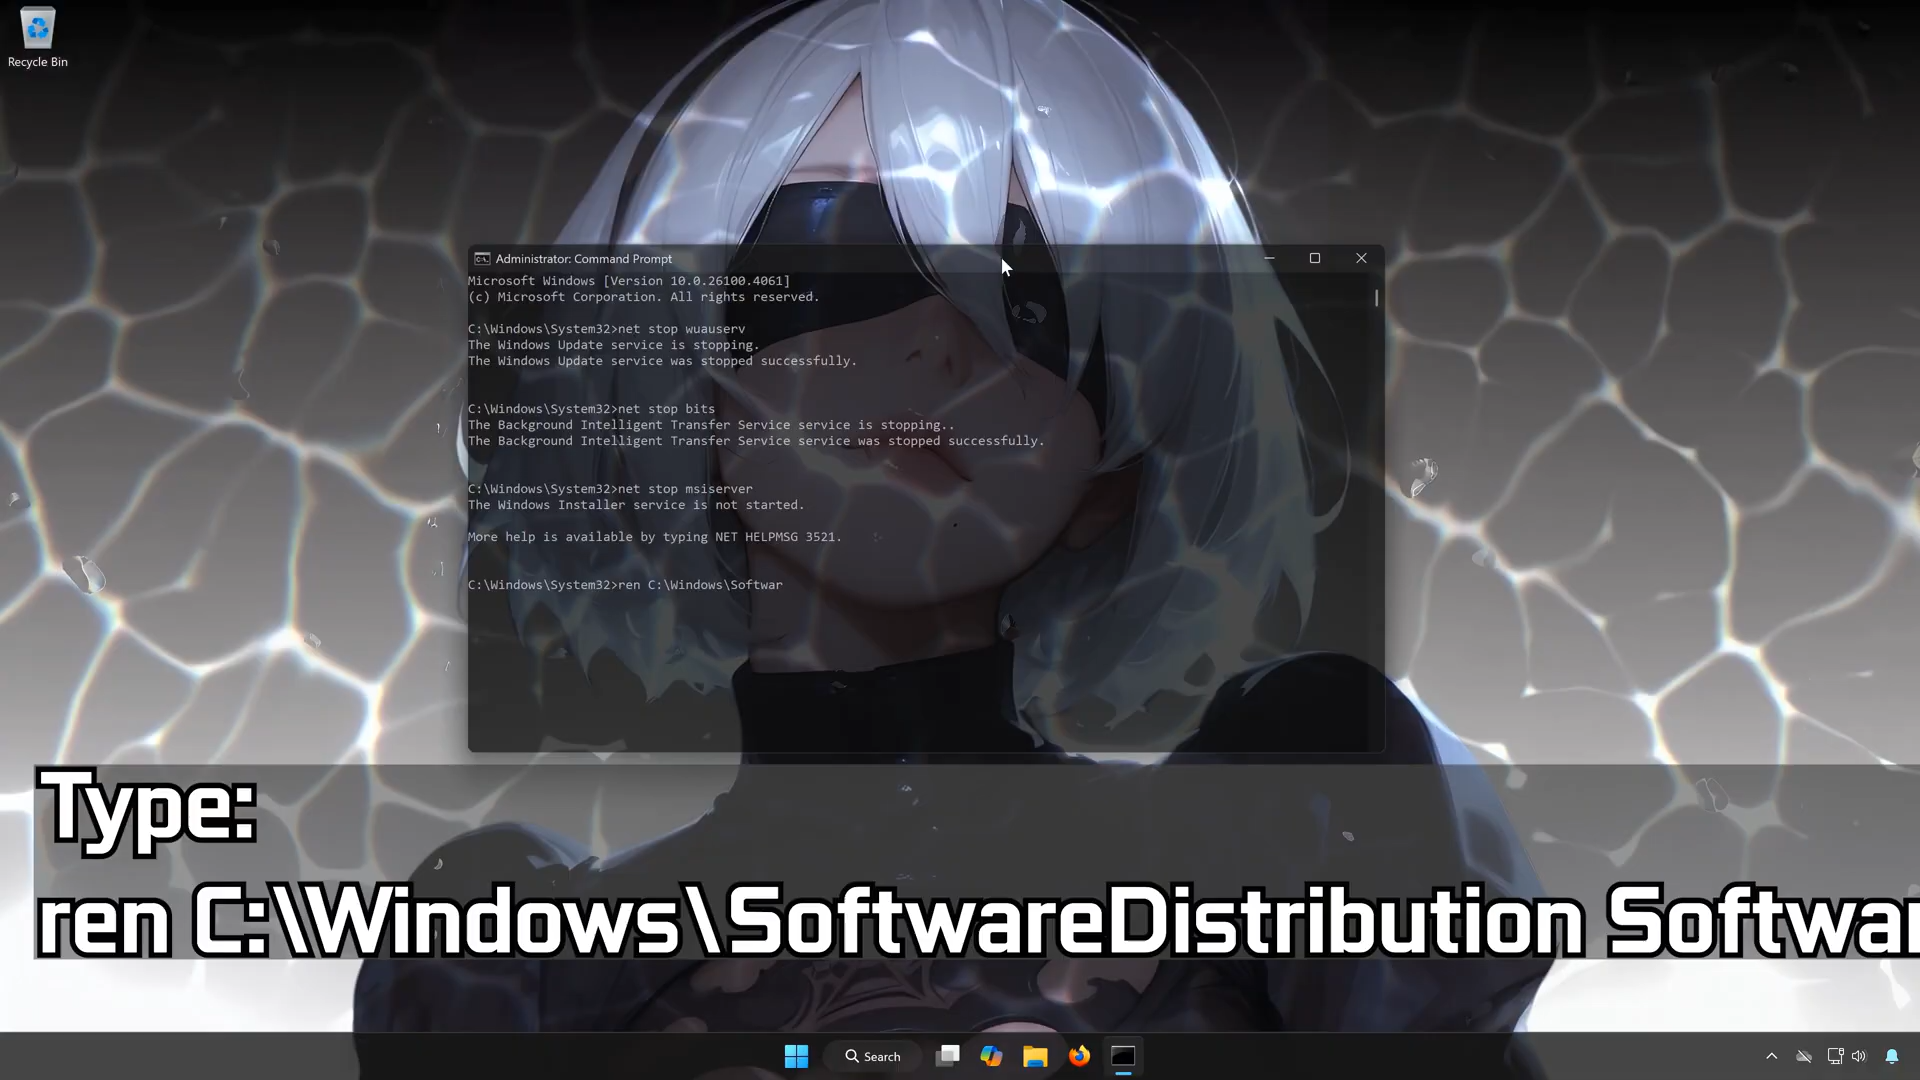 Recycle Bin
Administrator: Command Prompt
Microsoft Windows [Version 10.0.26100.4061]
(c) Microsoft Corporation. All rights reserved.
C:\Windows\System32>net stop wuauserv
The Windows Update service is stopping.
The Windows Update service was stopped successfully.
C:\Windows\System32>net stop bits
The Background Intelligent Transfer Service service is stopping..
The Background Intelligent Transfer Service service was stopped successfully.
C:\Windows\System32>net stop msiserver
The Windows Installer service is not started.
More help is available by typing NET HELPMSG 3521.
C:\Windows\System32>ren C:\Windows\Softwar
Type:
ren C:\Windows\SoftwareDistribution Softwar
Search